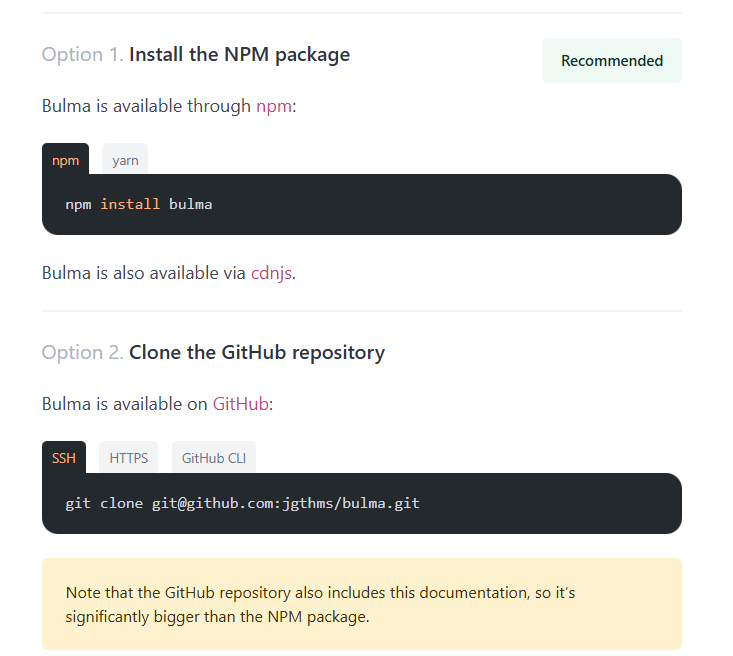 Option 1. Install the NPM package
Recommended
Bulma is available through npm:
npm yarn
npm install bulma
Bulma is also available via cdnjs.
Option 2. Clone the GitHub repository
Bulma is available on GitHub:
SSH HTTPS GitHub CLI
git clone git@github.com:jgthms/bulma.git
Note that the GitHub repository also includes this documentation, so it’s
significantly bigger than the NPM package.